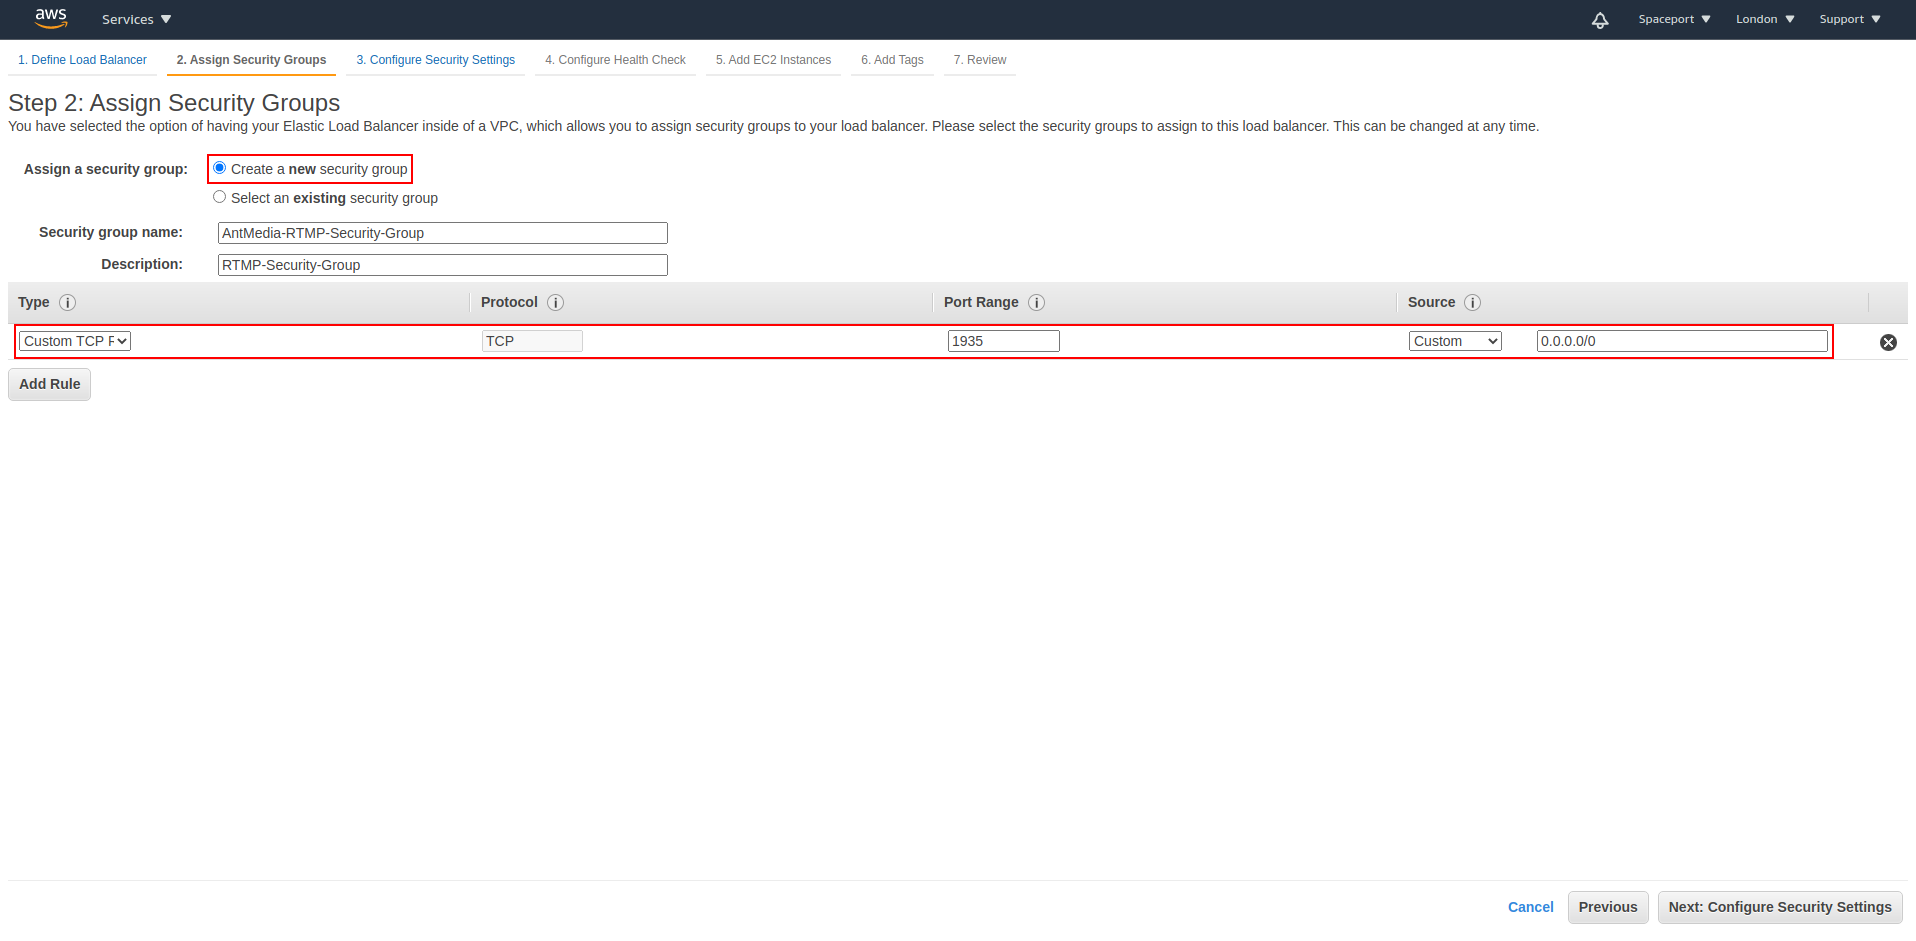 aws Services Spaceport London Support
1. Define Load Balancer 2. Assign Security Groups 3. Configure Security Settings 4. Configure Health Check 5. Add EC2 Instances 6. Add Tags 7. Review
Step 2: Assign Security Groups
You have selected the option of having your Elastic Load Balancer inside of a VPC, which allows you to assign security groups to your load balancer. Please select the security groups to assign to this load balancer. This can be changed at any time.
Assign a security group: Create a new security group
Select an existing security group
Security group name: AntMedia-RTMP-Security-Group
Description: RTMP-Security-Group
Type i Protocol i Port Range i Source i
Custom TCP F TCP 1935 Custom 0.0.0.0/0
Add Rule
Cancel Previous Next: Configure Security Settings